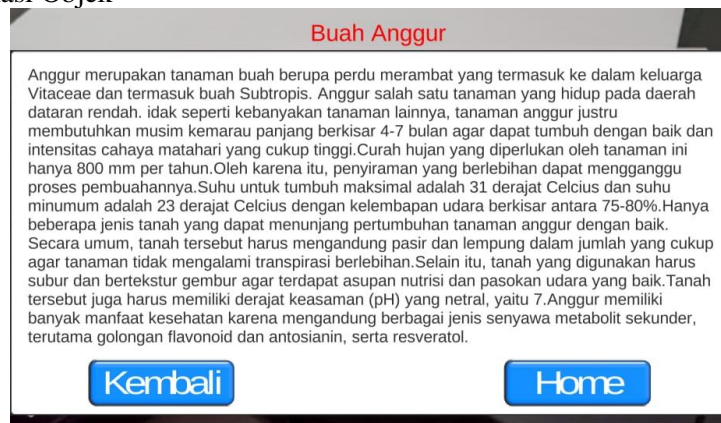 Buah Anggur
Anggur merupakan tanaman buah berupa perdu merambat yang termasuk ke dalam keluarga
Vitaceae dan termasuk buah Subtropis. Anggur salah satu tanaman yang hidup pada daerah
dataran rendah. idak seperti kebanyakan tanaman lainnya, tanaman anggur justru
membutuhkan musim kemarau panjang berkisar 4-7 bulan agar dapat tumbuh dengan baik dan
intensitas cahaya matahari yang cukup tinggi.Curah hujan yang diperlukan oleh tanaman ini
hanya 800 mm per tahun.Oleh karena itu, penyiraman yang berlebihan dapat mengganggu
proses pembuahannya.Suhu untuk tumbuh maksimal adalah 31 derajat Celcius dan suhu
minumum adalah 23 derajat Celcius dengan kelembapan udara berkisar antara 75-80%.Hanya
beberapa jenis tanah yang dapat menunjang pertumbuhan tanaman anggur dengan baik.
Secara umum, tanah tersebut harus mengandung pasir dan lempung dalam jumlah yang cukup
agar tanaman tidak mengalami transpirasi berlebihan.Selain itu, tanah yang digunakan harus
subur dan bertekstur gembur agar terdapat asupan nutrisi dan pasokan udara yang baik.Tanah
tersebut juga harus memiliki derajat keasaman (pH) yang netral, yaitu 7.Anggur memiliki
banyak manfaat kesehatan karena mengandung berbagai jenis senyawa metabolit sekunder,
terutama golongan flavonoid dan antosianin, serta resveratol.
Kembali Home